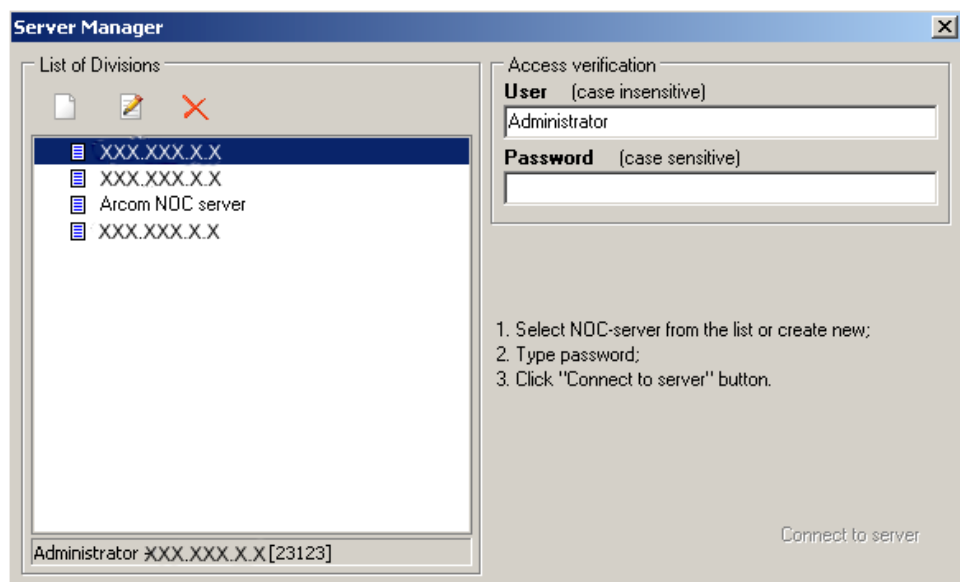 Server Manager
List of Divisions
XXX.XXX.X.X
XXX.XXX.X.X
Arcom NOC server
XXX.XXX.X.X
Administrator XXX.XXX.X.X[23123]
Access verification
User (case insensitive)
Administrator
Password (case sensitive)
1. Select NOC-server from the list or create new;
2. Type password;
3. Click "Connect to server" button.
Connect to server